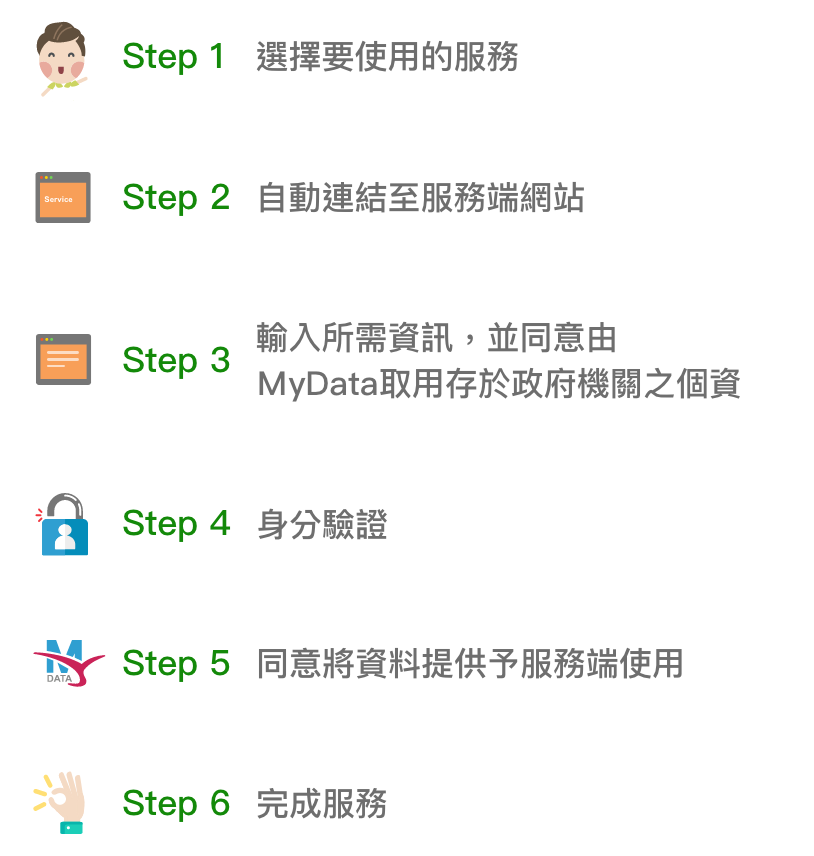 Step 1 選擇要使用的服務
Service
Step 2 自動連結至服務端網站
Step 3 輸入所需資訊，並同意由
MyData取用存於政府機關之個資
Step 4 身分驗證
M
DATA
Step 5 同意將資料提供予服務端使用
Step 6 完成服務